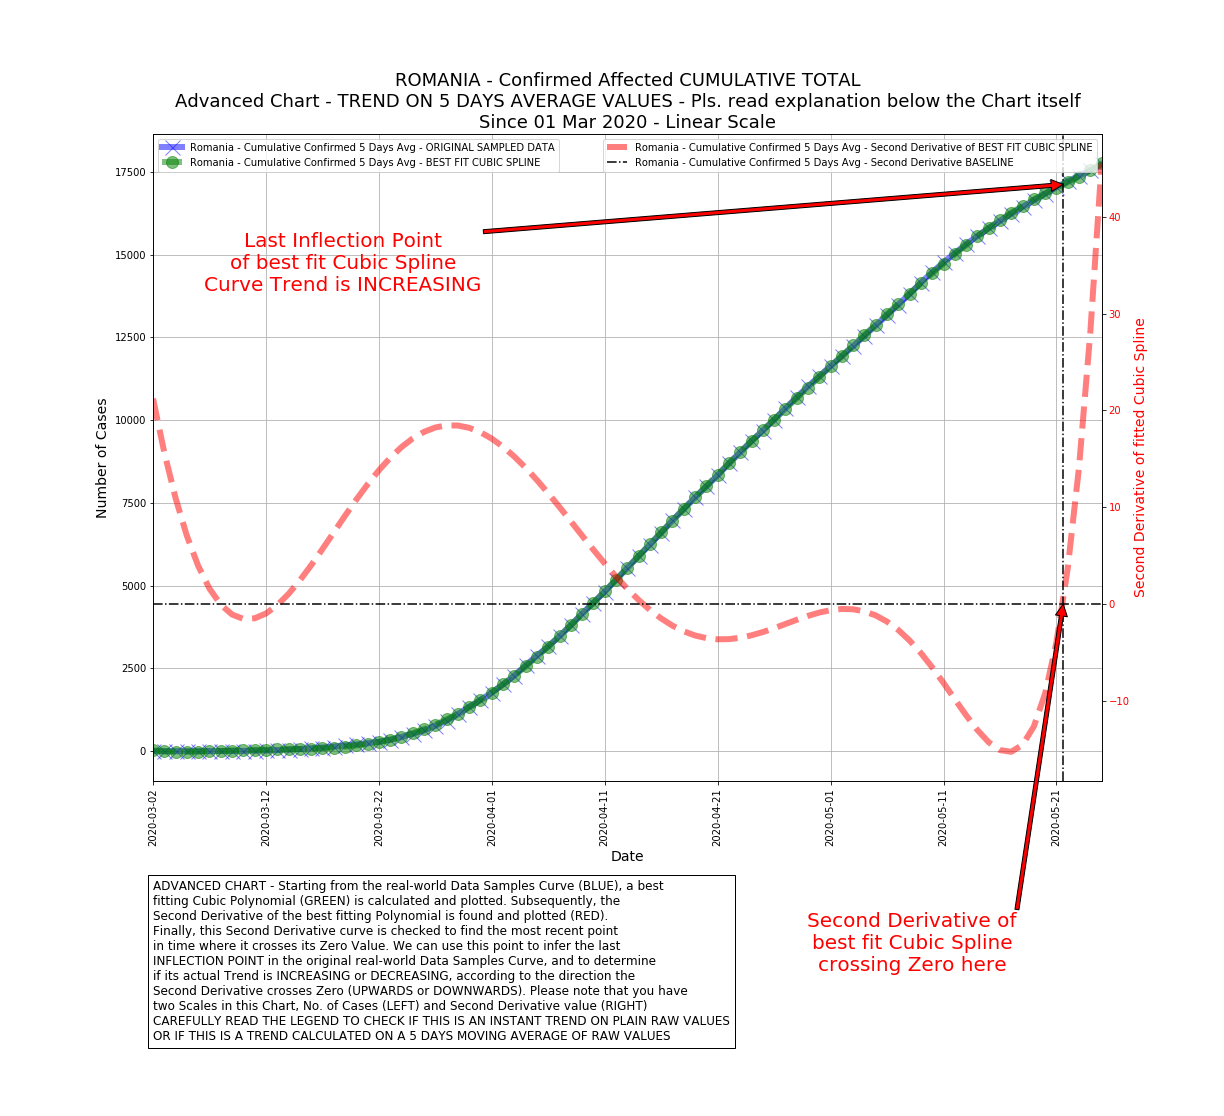 ROMANIA - Confirmed Affected CUMULATIVE TOTAL
Advanced Chart - TREND ON 5 DAYS AVERAGE VALUES - Pls. read explanation below the Chart itself
Since 01 Mar 2020 - Linear Scale
Romania - Cumulative Confirmed 5 Days Avg - ORIGINAL SAMPLED DATA
Romania - Cumulative Confirmed 5 Days Avg - BEST FIT CUBIC SPLINE
Romania - Cumulative Confirmed 5 Days Avg - Second Derivative of BEST FIT CUBIC SPLINE
Romania - Cumulative Confirmed 5 Days Avg - Second Derivative BASELINE
Last Inflection Point
of best fit Cubic Spline
Curve Trend is INCREASING
Number of Cases
17500
15000
12500
10000
7500
5000
2500
0
40
30
20
10
0
−10
Second Derivative of fitted Cubic Spline
2020-03-02
2020-03-12
2020-03-22
2020-04-01
2020-04-11
2020-04-21
2020-05-01
2020-05-11
2020-05-21
Date
ADVANCED CHART - Starting from the real-world Data Samples Curve (BLUE), a best
fitting Cubic Polynomial (GREEN) is calculated and plotted. Subsequently, the
Second Derivative of the best fitting Polynomial is found and plotted (RED).
Finally, this Second Derivative curve is checked to find the most recent point
in time where it crosses its Zero Value. We can use this point to infer the last
INFLECTION POINT in the original real-world Data Samples Curve, and to determine
if its actual Trend is INCREASING or DECREASING, according to the direction the
Second Derivative crosses Zero (UPWARDS or DOWNWARDS). Please note that you have
two Scales in this Chart, No. of Cases (LEFT) and Second Derivative value (RIGHT)
CAREFULLY READ THE LEGEND TO CHECK IF THIS IS AN INSTANT TREND ON PLAIN RAW VALUES
OR IF THIS IS A TREND CALCULATED ON A 5 DAYS MOVING AVERAGE OF RAW VALUES
Second Derivative of
best fit Cubic Spline
crossing Zero here